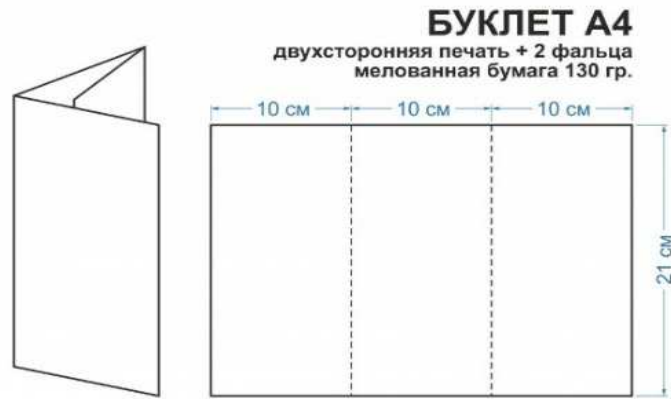 БУКЛЕТ А4
двухсторонняя печать + 2 фальца
мелованная бумага 130 гр.
10 см 10 см 10 см
21 см